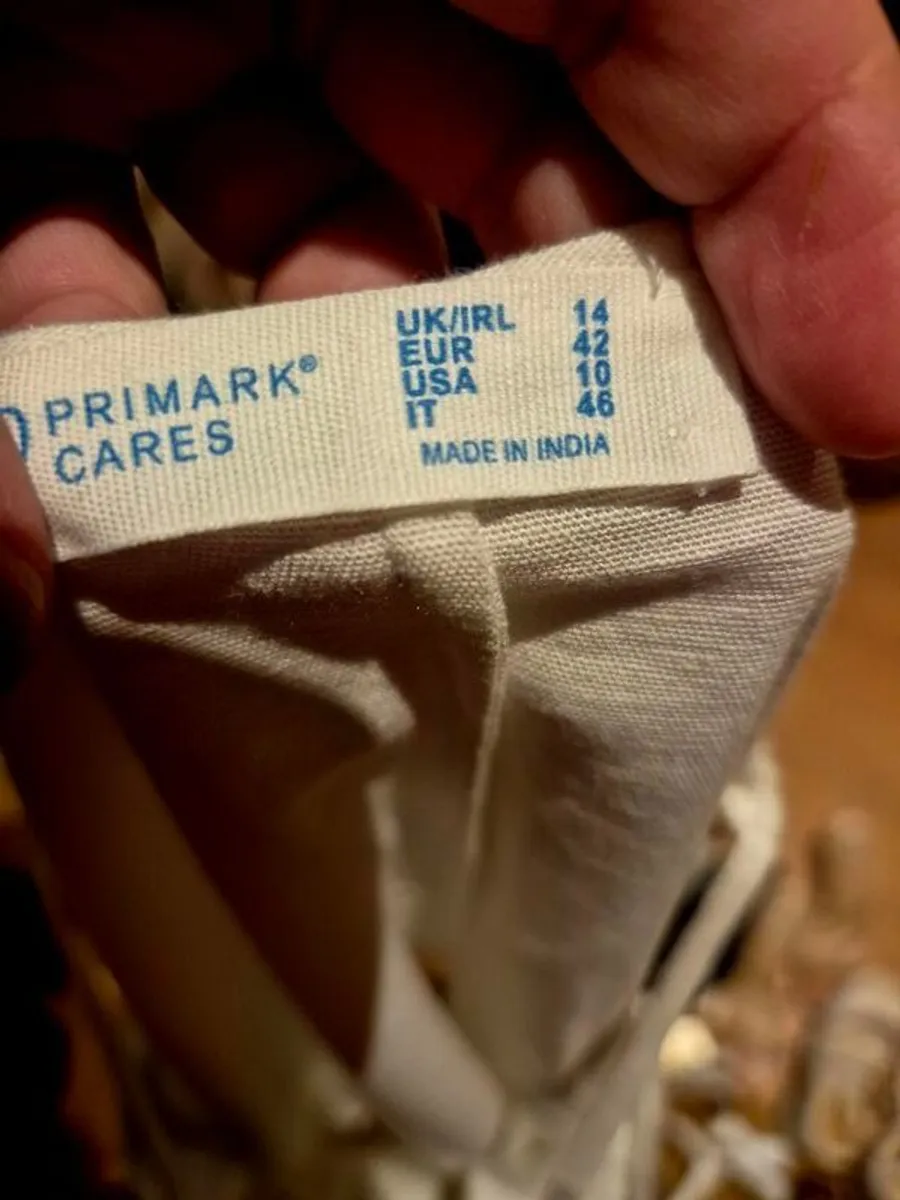 PRIMARK®
CARES
UK/IRL 14
EUR 42
USA 10
IT 46
MADE IN INDIA